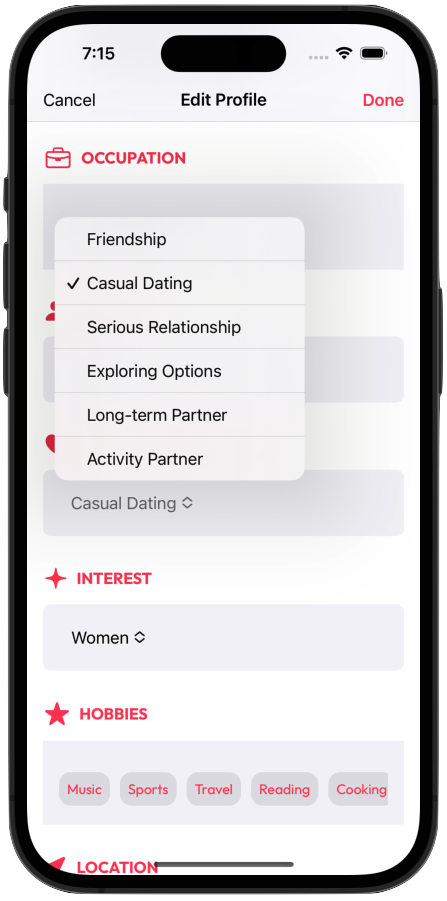 7:15
Cancel Edit Profile Done
OCCUPATION
Friendship
Casual Dating
Serious Relationship
Exploring Options
Long-term Partner
Activity Partner
Casual Dating
INTEREST
Women
HOBBIES
Music Sports Travel Reading Cooking
LOCATION